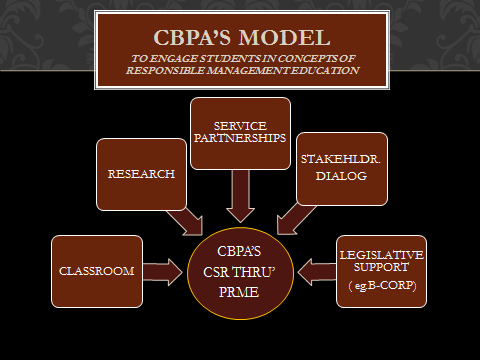 CBPA'S MODEL
TO ENGAGE STUDENTS IN CONCEPTS OF
RESPONSIBLE MANAGEMENT EDUCATION
SERVICE
PARTNERSHIPS
RESEARCH
STAKEHLDR.
DIALOG
CLASSROOM
CBPA'S
CSR THRU'
PRME
LEGISLATIVE
SUPPORT
( eg.B-CORP)